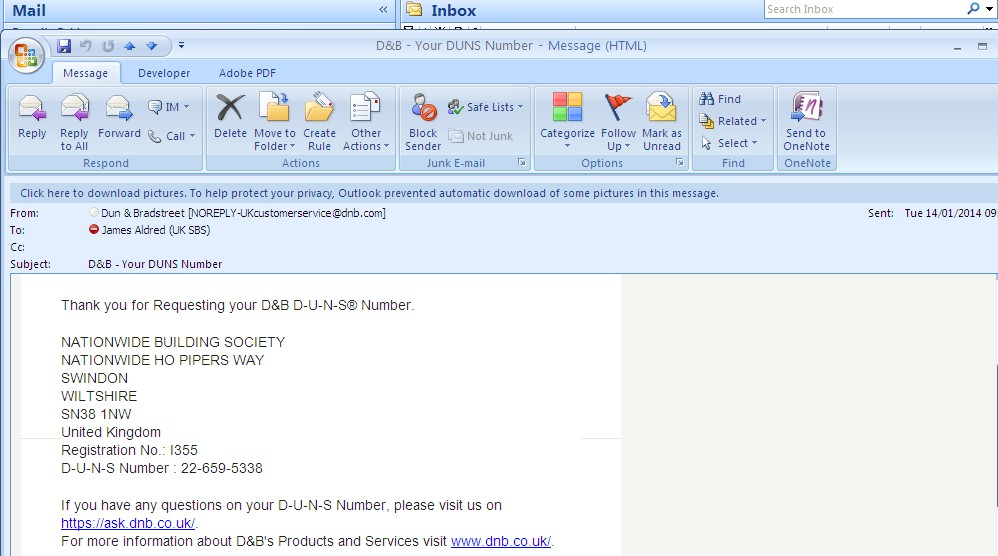 Mail « Inbox Search Inbox
D&B - Your DUNS Number - Message (HTML)
Message Developer Adobe PDF
Reply Reply to All Forward IM Call
Respond
Delete Move to Folder Create Rule Other Actions
Actions
Block Sender Safe Lists Not Junk
Junk E-mail
Categorize Follow Up Mark as Unread
Options
Find Related Select
Find
Send to OneNote
OneNote
Click here to download pictures. To help protect your privacy, Outlook prevented automatic download of some pictures in this message.
From: Dun & Bradstreet [NOREPLY-UKcustomerservice@dnb.com] Sent: Tue 14/01/2014 09
To: James Aldred (UK SBS)
Cc:
Subject: D&B - Your DUNS Number
Thank you for Requesting your D&B D-U-N-S® Number.
NATIONWIDE BUILDING SOCIETY
NATIONWIDE HO PIPERS WAY
SWINDON
WILTSHIRE
SN38 1NW
United Kingdom
Registration No.: I355
D-U-N-S Number : 22-659-5338
If you have any questions on your D-U-N-S Number, please visit us on
https://ask.dnb.co.uk/.
For more information about D&B's Products and Services visit www.dnb.co.uk/.